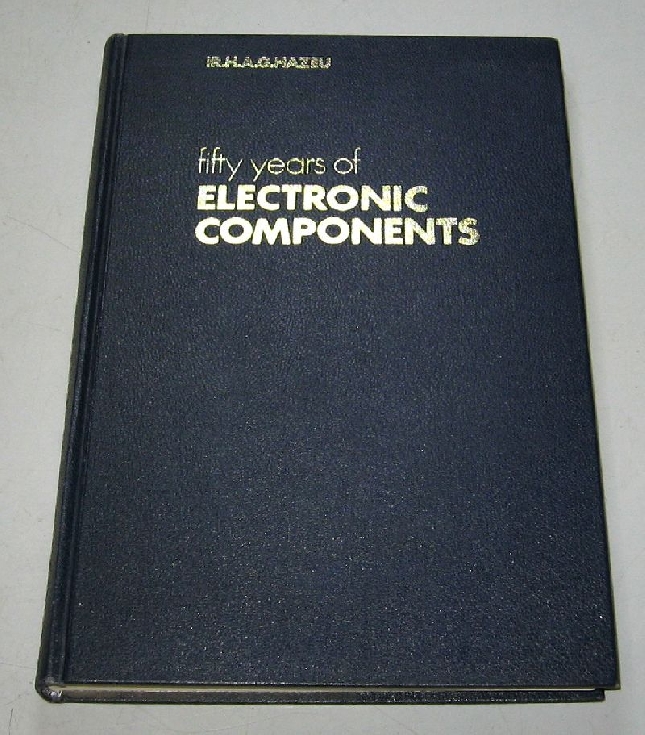 IR.H.A.G.HAZEU
fifty years of
ELECTRONIC
COMPONENTS